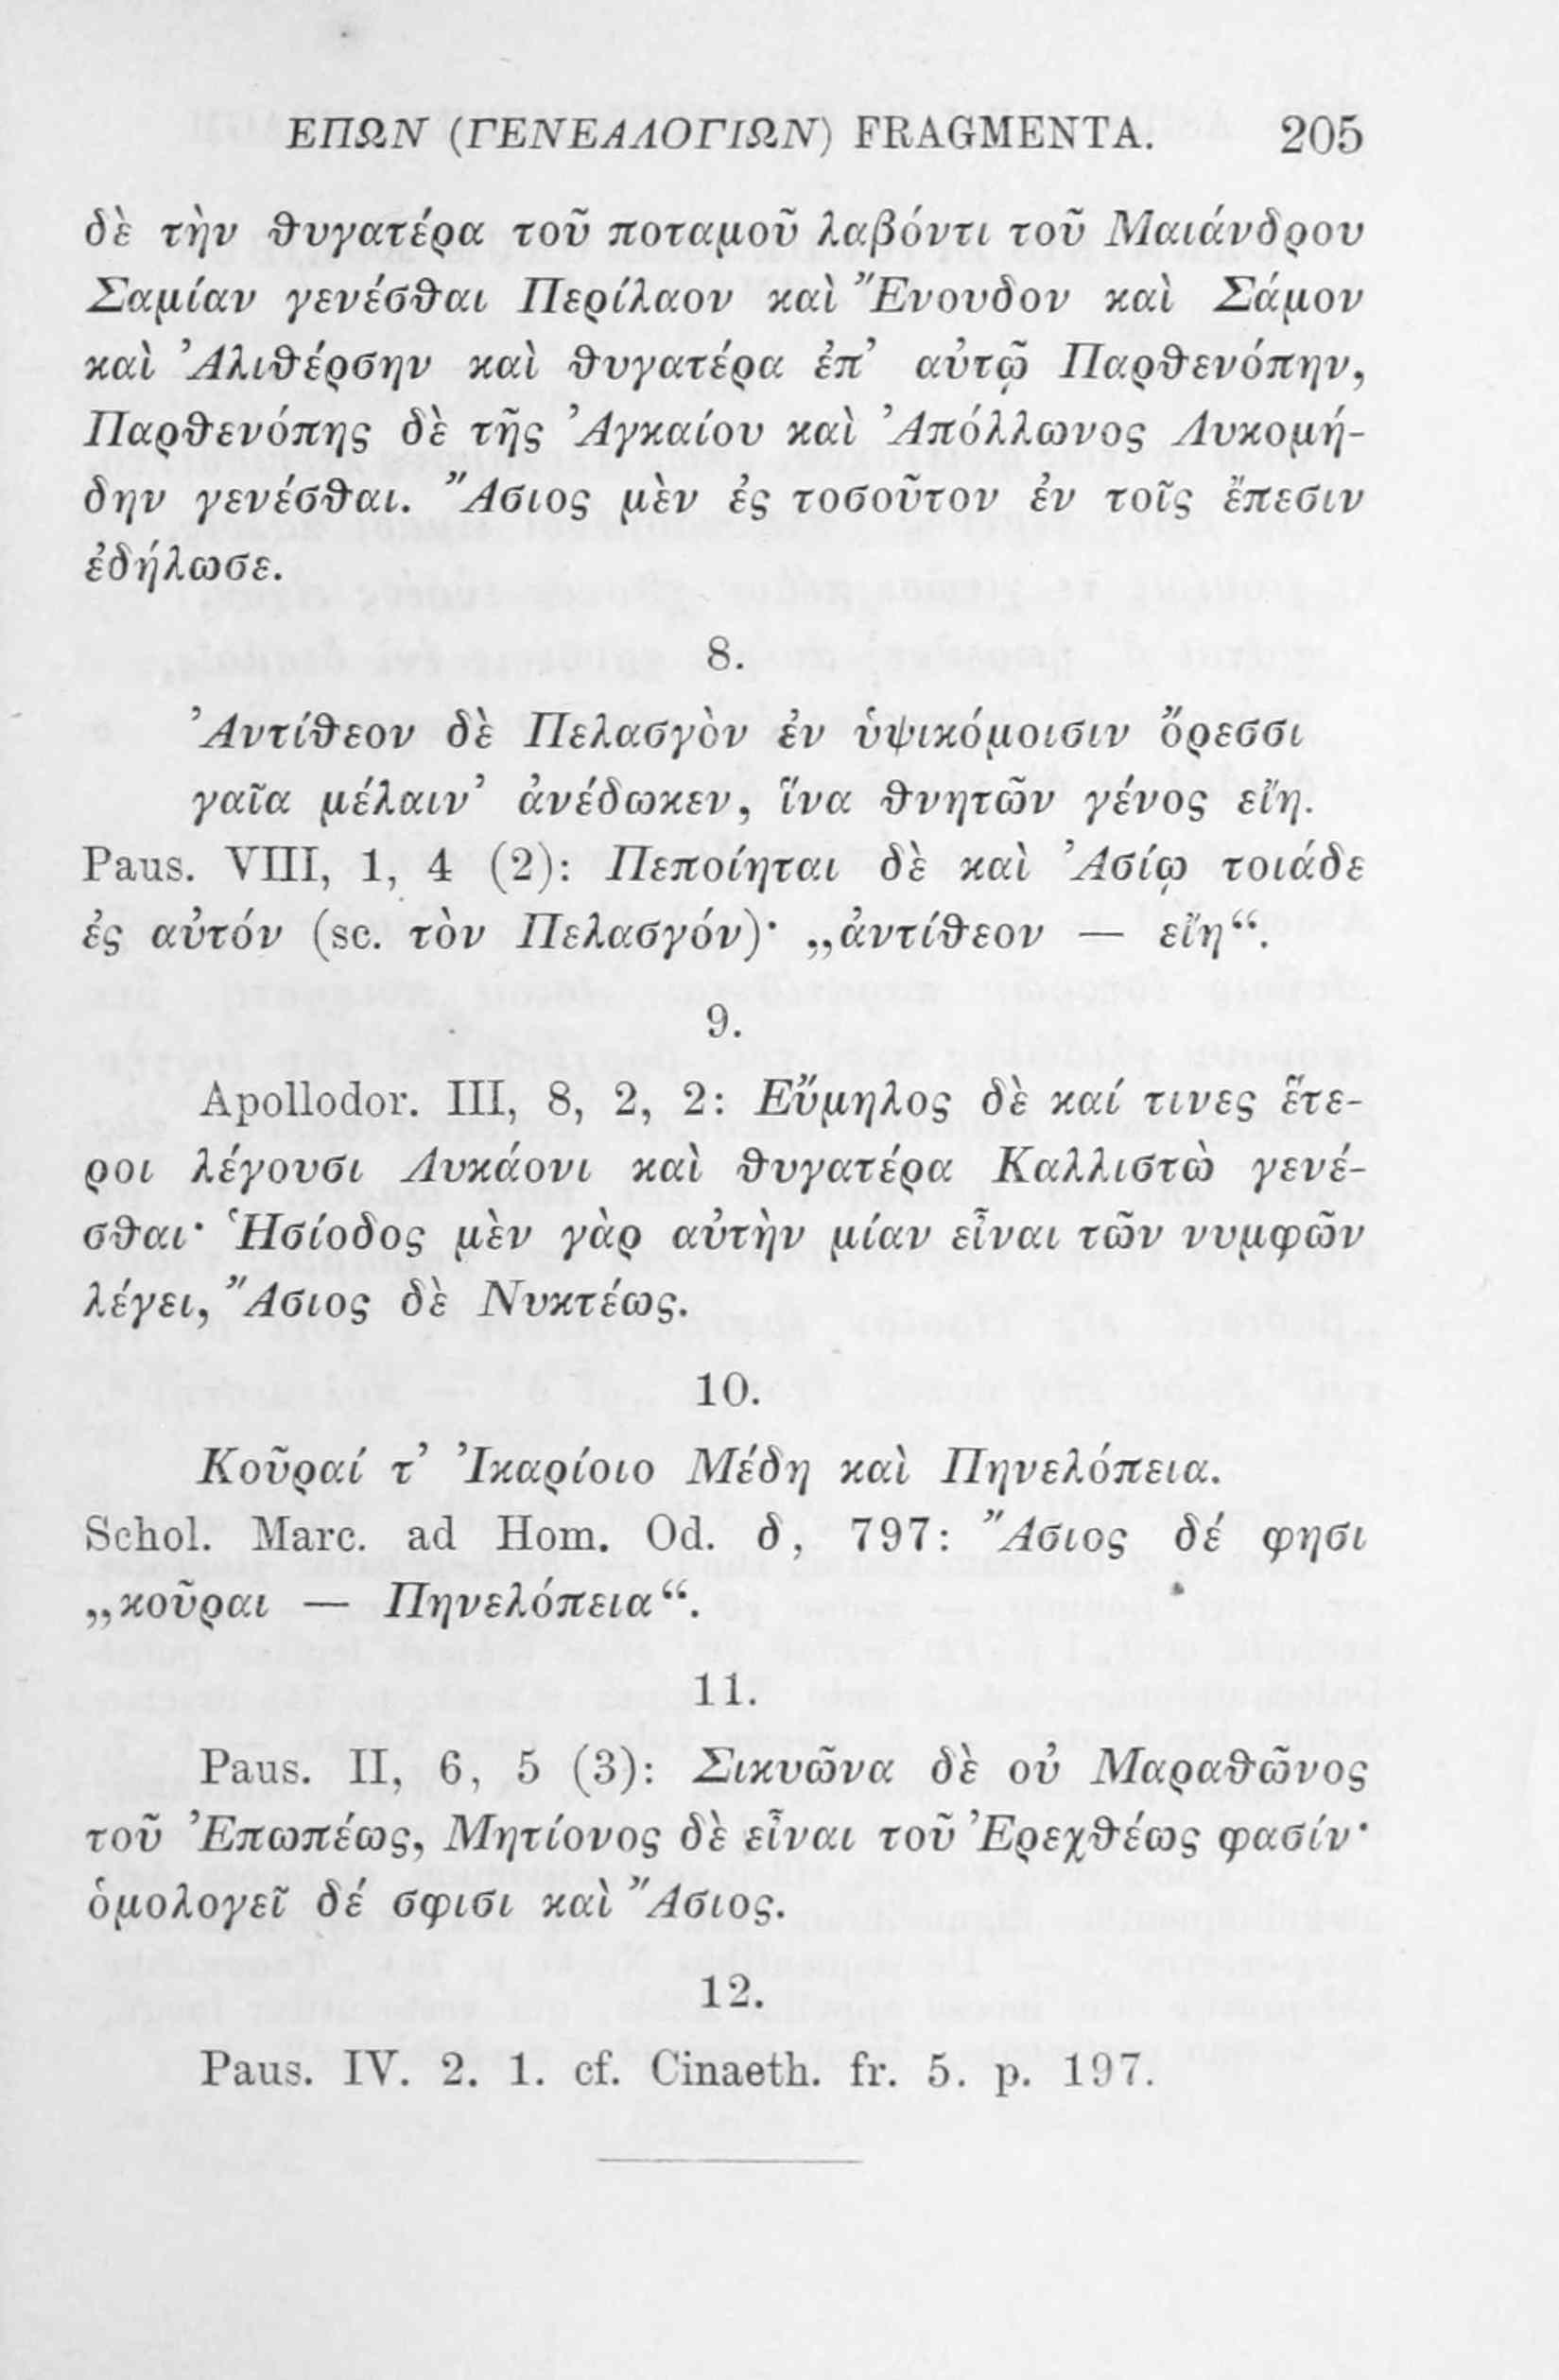 ΕΠΩΝ (ΓΕΝΕΑΛΟΓΙΩΝ) FRAGMENTA. 205
δὲ τὴν θυγατέρα τοῦ ποταμοῦ λαβόντι τοῦ Μαιάνδρου
Σαμίαν γενέσθαι Περίλαον καὶ Ἔνουδον καὶ Σάμον
καὶ Ἀλιθέρσην καὶ θυγατέρα ἐπ’ αὐτῷ Παρθενόπην,
Παρθενόπης δὲ τῆς Ἀγκαίου καὶ Ἀπόλλωνος Λυκομή-
δην γενέσθαι. Ἄσιος μὲν ἐς τοσοῦτον ἐν τοῖς ἔπεσιν
ἐδήλωσε.
8.
Ἀντίθεον δὲ Πελασγὸν ἐν ὑψικόμοισιν ὄρεσσι
γαῖα μέλαιν’ ἀνέδωκεν, ἵνα θνητῶν γένος εἴη.
Paus. VIII, 1, 4 (2): Πεποίηται δὲ καὶ Ἀσίῳ τοιάδε
ἐς αὐτόν (sc. τὸν Πελασγόν)· „ἀντίθεον — εἴη“.
9.
Apollodor. III, 8, 2, 2: Εὔμηλος δὲ καί τινες ἕτε-
ροι λέγουσι Λυκάονι καὶ θυγατέρα Καλλιστὼ γενέ-
σθαι· Ἡσίοδος μὲν γὰρ αὐτὴν μίαν εἶναι τῶν νυμφῶν
λέγει, Ἄσιος δὲ Νυκτέως.
10.
Κοῦραί τ’ Ἰκαρίοιο Μέδη καὶ Πηνελόπεια.
Schol. Marc. ad Hom. Od. δ, 797: Ἄσιος δέ φησι
„κοῦραι — Πηνελόπεια“.
11.
Paus. II, 6, 5 (3): Σικυῶνα δὲ οὐ Μαραθῶνος
τοῦ Ἐπωπέως, Μητίονος δὲ εἶναι τοῦ Ἐρεχθέως φασίν·
ὁμολογεῖ δέ σφισι καὶ Ἄσιος.
12.
Paus. IV. 2. 1. cf. Cinaeth. fr. 5. p. 197.